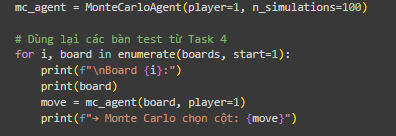 mc_agent = MonteCarloAgent(player=1, n_simulations=100)
# Dùng lại các bàn test từ Task 4
for i, board in enumerate(boards, start=1):
print(f"\nBoard {i}:")
print(board)
move = mc_agent(board, player=1)
print(f"→ Monte Carlo chọn cột: {move}")